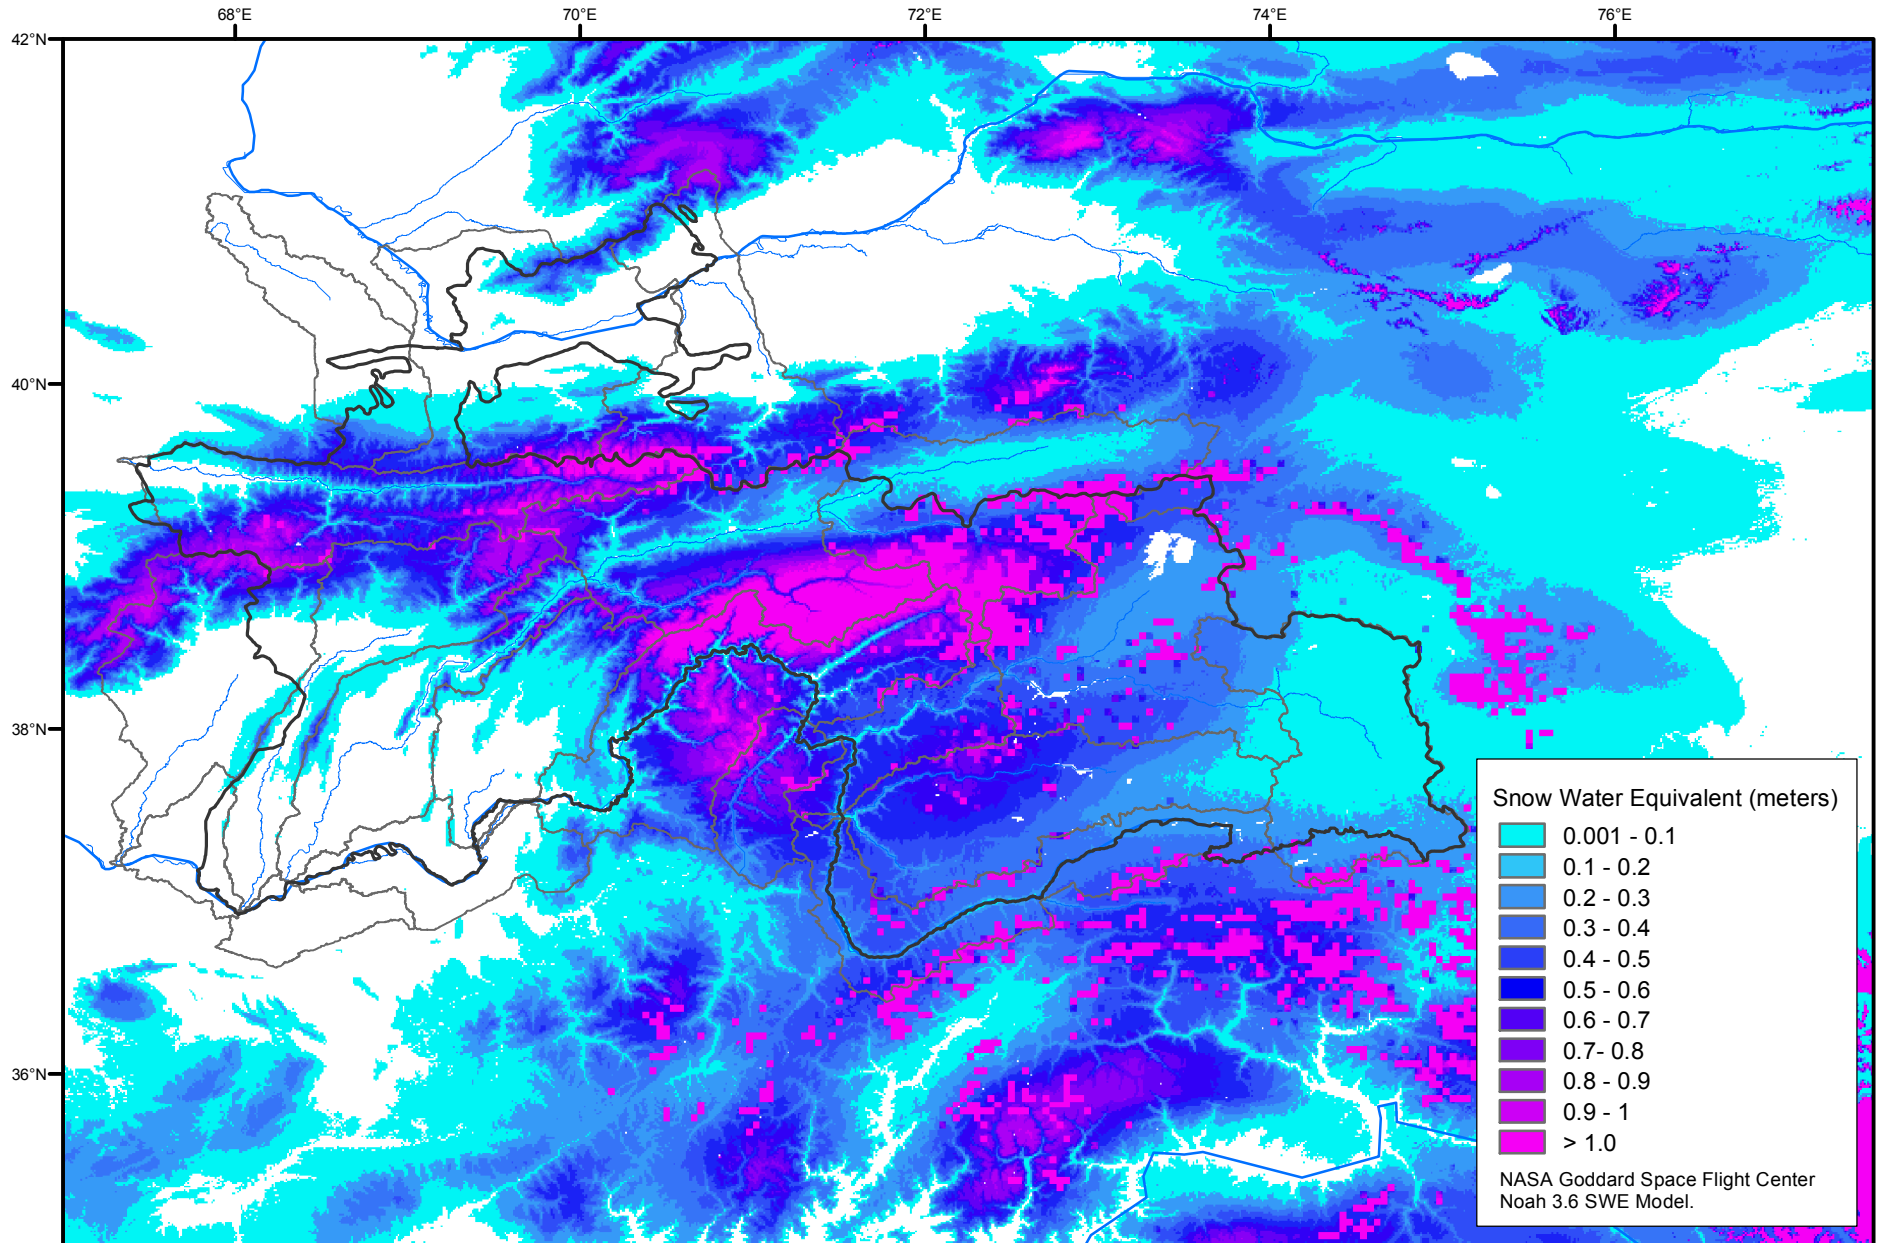 68°E 70°E 72°E 74°E 76°E
42°N
40°N
38°N
36°N
Snow Water Equivalent (meters)
0.001 - 0.1
0.1 - 0.2
0.2 - 0.3
0.3 - 0.4
0.4 - 0.5
0.5 - 0.6
0.6 - 0.7
0.7- 0.8
0.8 - 0.9
0.9 - 1
> 1.0
NASA Goddard Space Flight Center
Noah 3.6 SWE Model.